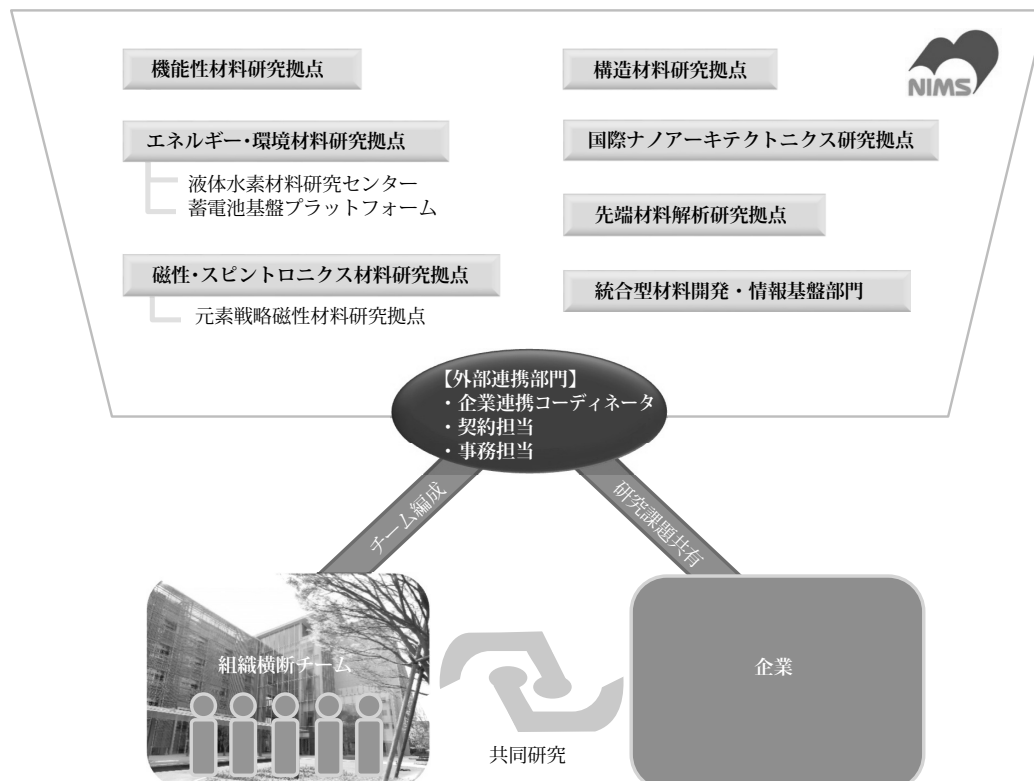 機能性材料研究拠点
エネルギー・環境材料研究拠点
液体水素材料研究センター
蓄電池基盤プラットフォーム
磁性・スピントロニクス材料研究拠点
元素戦略磁性材料研究拠点
NIMS
構造材料研究拠点
国際ナノアーキテクトニクス研究拠点
先端材料解析研究拠点
統合型材料開発・情報基盤部門
【外部連携部門】
・企業連携コーディネータ
・契約担当
・事務担当
チーム編成
研究課題共有
組織横断チーム
共同研究
企業